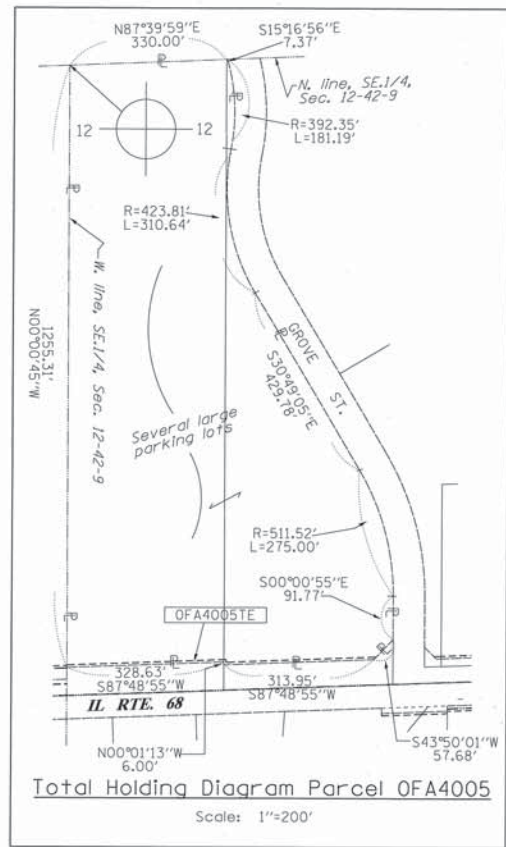 N87°39'59"E
330.00'
S15°16'56"E
7.37'
N. line, SE.1/4,
Sec. 12-42-9
12
12
R=392.35'
L=181.19'
R=423.81'
L=310.64'
W. line, SE.1/4, Sec. 12-42-9
1255.31'
N00°00'45"W
GROVE ST.
S30°49'05"E
429.78'
Several large
parking lots
R=511.52'
L=275.00'
S00°00'55"E
91.77'
0FA4005TE
328.63'
S87°48'55"W
313.95'
S87°48'55"W
IL RTE. 68
N00°01'13"W
6.00'
S43°50'01"W
57.68'
Total Holding Diagram Parcel 0FA4005
Scale: 1"=200'